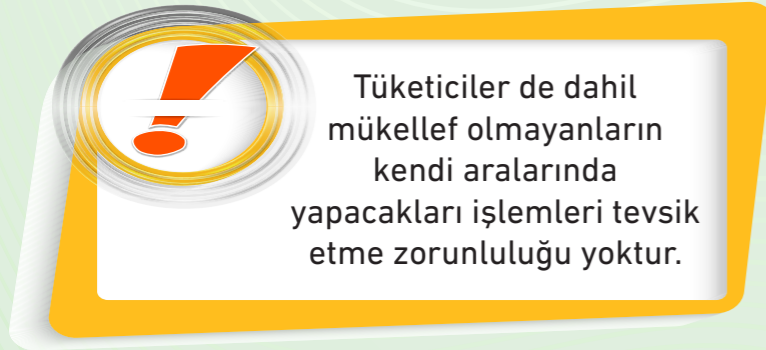 Tüketiciler de dahil
mükellef olmayanların
kendi aralarında
yapacakları işlemleri tevsik
etme zorunluluğu yoktur.